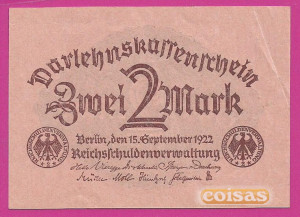 Darlehnskassenschein
Zwei 2 Mark
Berlin, den 15. September 1922
Reichsschuldenverwaltung
coisas